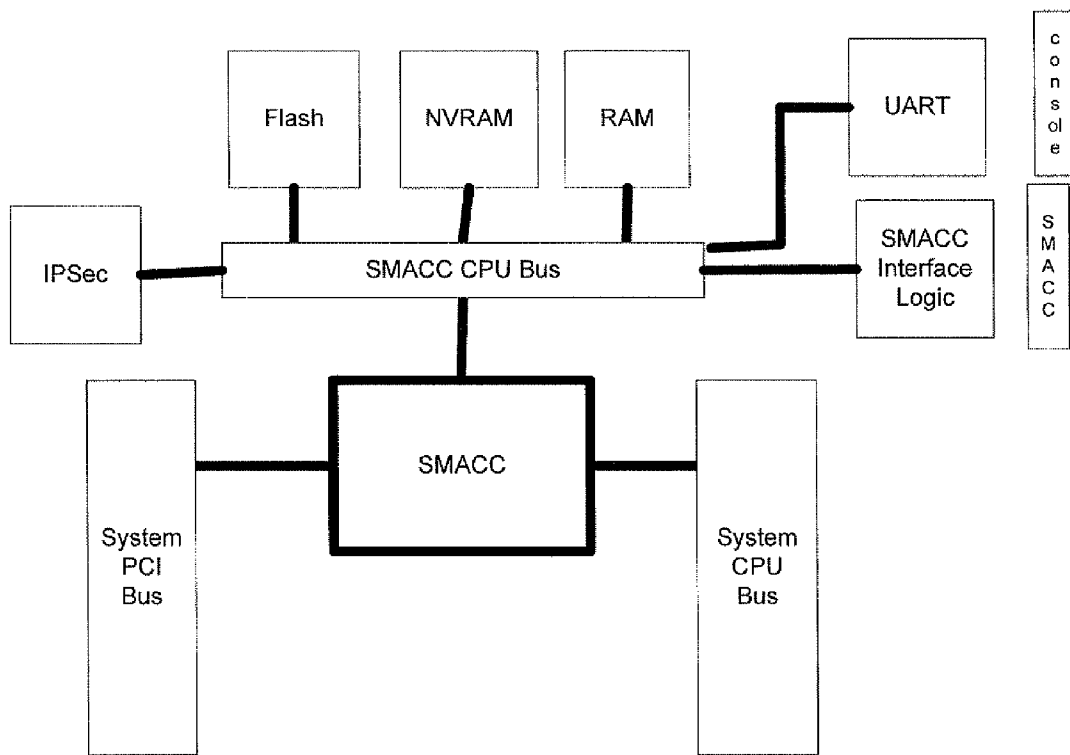 Flash
NVRAM
RAM
UART
console
IPSec
SMACC CPU Bus
SMACC
Interface
Logic
SMACC
SMACC
System
PCI
Bus
System
CPU
Bus